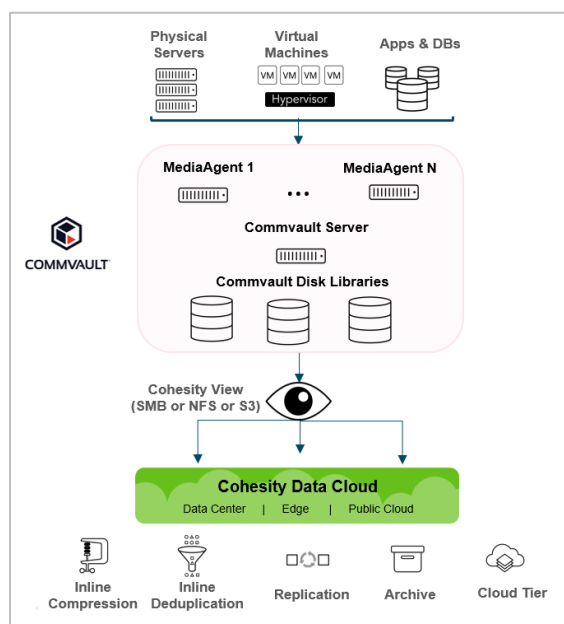 Physical
Servers
Virtual
Machines
Apps & DBs
VM VM VM VM
Hypervisor
MediaAgent 1
MediaAgent N
...
Commvault Server
COMMVAULT
Commvault Disk Libraries
Cohesity View
(SMB or NFS or S3)
Cohesity Data Cloud
Data Center | Edge | Public Cloud
Inline
Compression
Inline
Deduplication
Replication
Archive
Cloud Tier